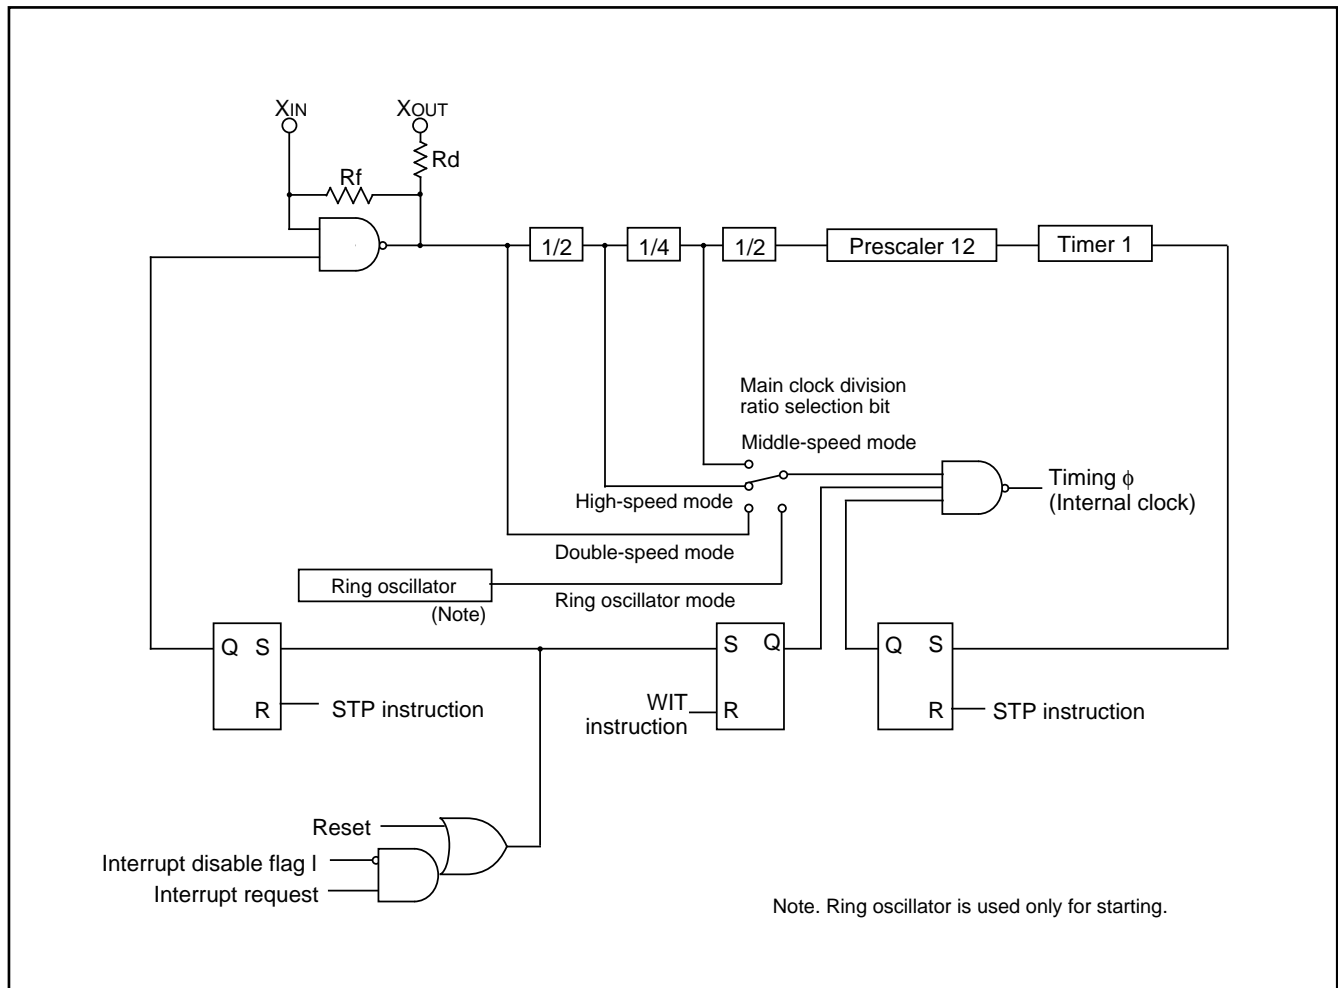 XIN
XOUT
Rd
Rf
1/2
1/4
1/2
Prescaler 12
Timer 1
Main clock division
ratio selection bit
Middle-speed mode
High-speed mode
Double-speed mode
Timing ϕ
(Internal clock)
Ring oscillator
(Note)
Ring oscillator mode
Q S
R
STP instruction
S Q
R
WIT
instruction
Q S
R
STP instruction
Reset
Interrupt disable flag I
Interrupt request
Note. Ring oscillator is used only for starting.